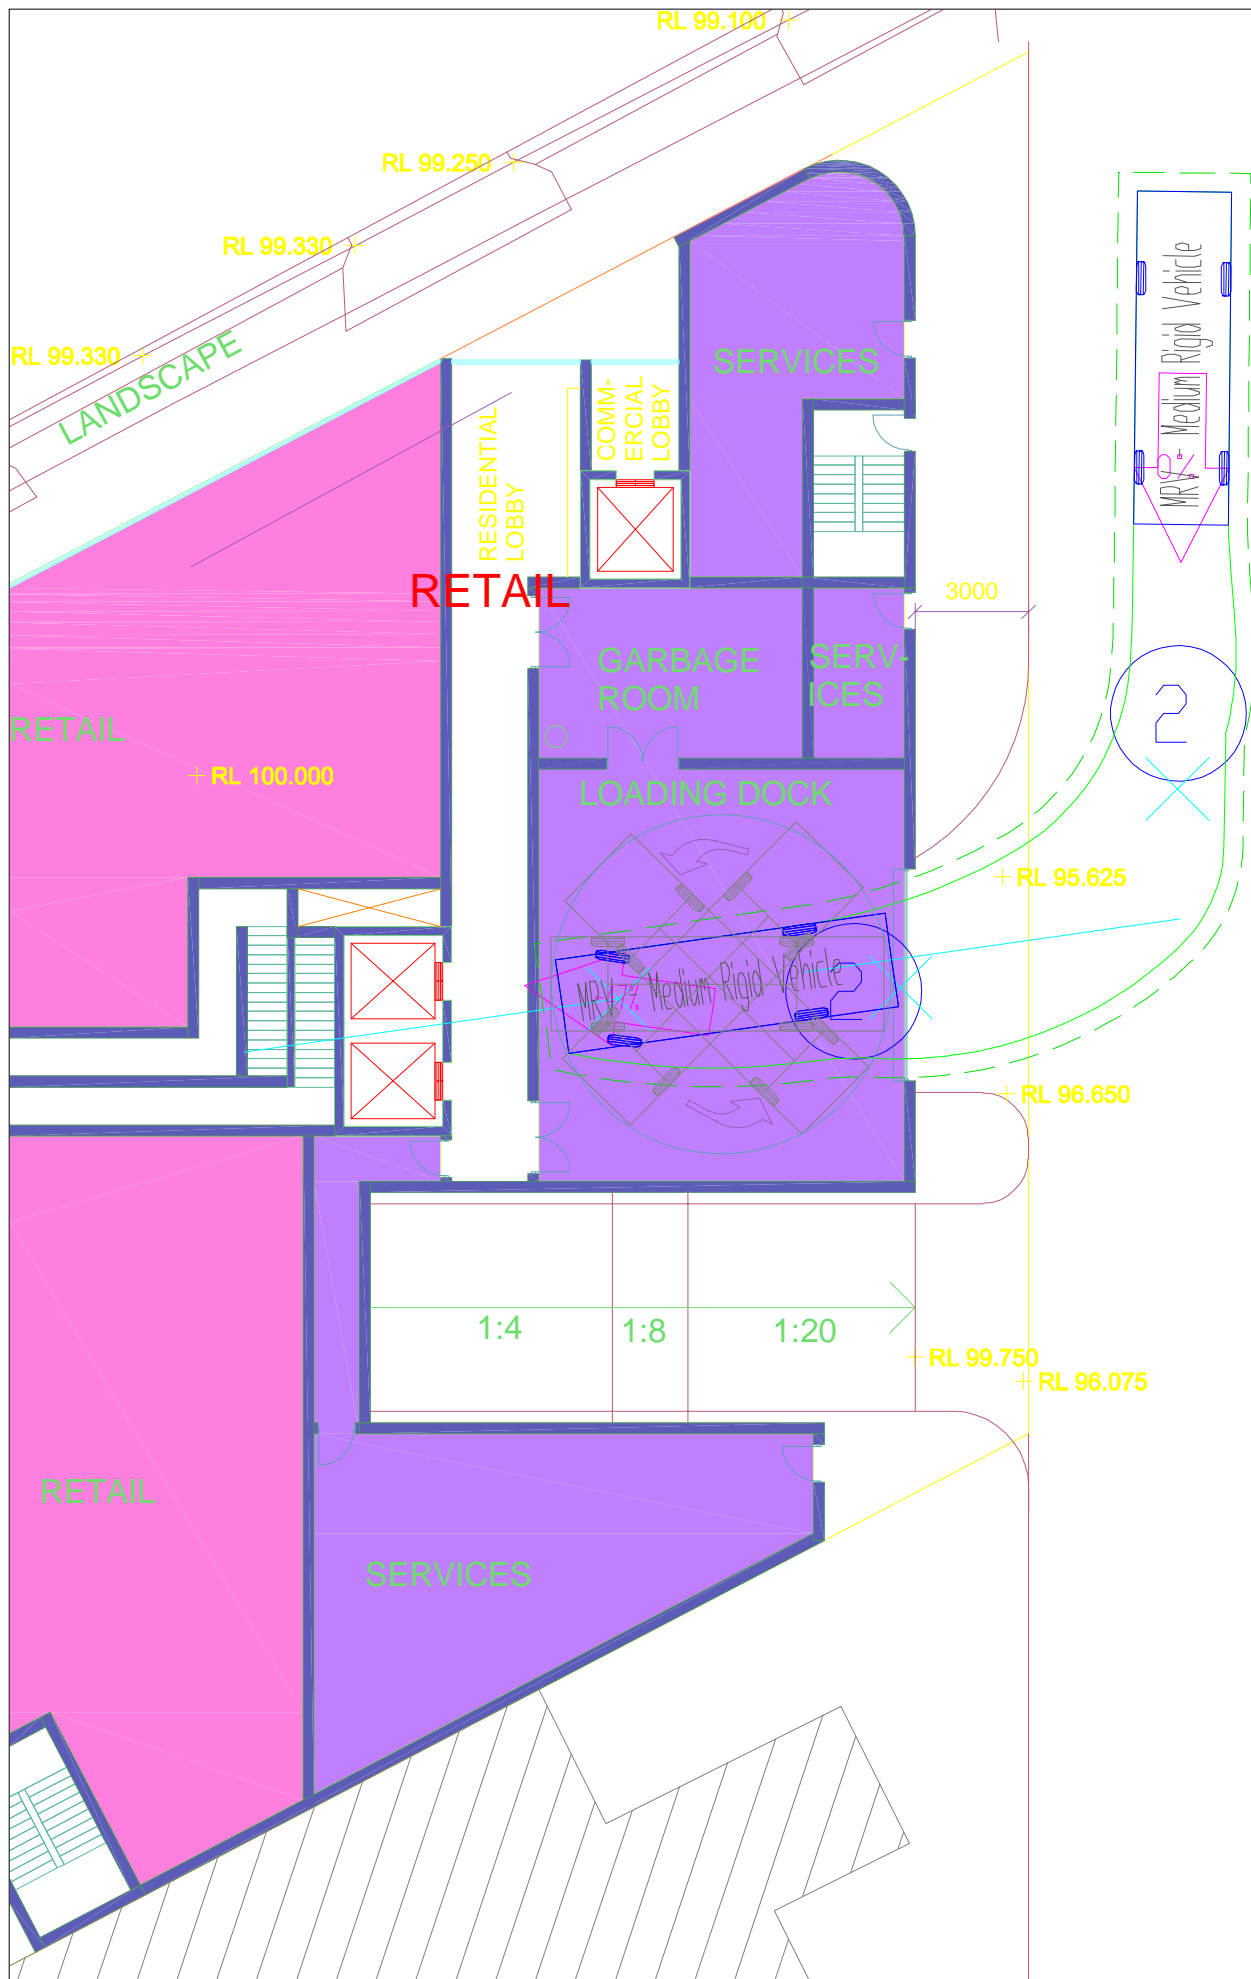 RL 99.100
RL 99.250
RL 99.330
RL 99.330
LANDSCAPE
MRV - Medium Rigid Vehicle
SERVICES
COMM-
ERCIAL
LOBBY
RESIDENTIAL
LOBBY
RETAIL
3000
GARBAGE
ROOM
SERV-
ICES
2
RETAIL
RL 100.000
LOADING DOCK
RL 95.625
MRV - Medium Rigid Vehicle
2
RL 96.650
1:4
1:8
1:20
RL 99.750
RL 96.075
RETAIL
SERVICES